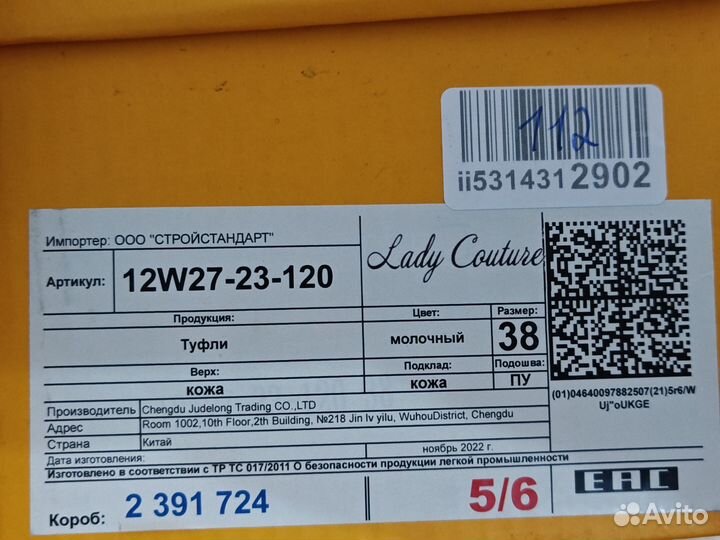 112
ii5314312902
Импортер: ООО "СТРОЙСТАНДАРТ"
Артикул: 12W27-23-120
Lady Couture
Продукция: Цвет: Размер:
Туфли молочный 38
Верх: Подклад: Подошва:
кожа кожа ПУ
(01)04640097882507(21)5r6/W
Uj"oUKGE
Производитель Chengdu Judelong Trading CO.,LTD
Адрес Room 1002,10th Floor,2th Building, №218 Jin lv yilu, WuhouDistrict, Chengdu
Страна Китай
Дата изготовления: ноябрь 2022 г.
Изготовлено в соответствии с ТР ТС 017/2011 О безопасности продукции легкой промышленности
Короб: 2 391 724 5/6
EAC
Avito